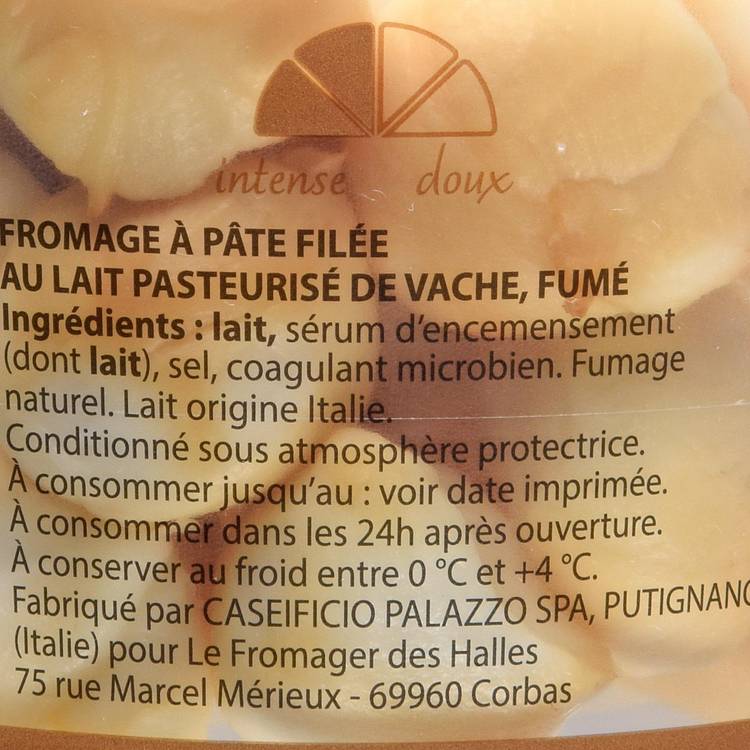 intense doux
FROMAGE À PÂTE FILÉE
AU LAIT PASTEURISÉ DE VACHE, FUMÉ
Ingrédients : lait, sérum d'encemensement
(dont lait), sel, coagulant microbien. Fumage
naturel. Lait origine Italie.
Conditionné sous atmosphère protectrice.
À consommer jusqu'au : voir date imprimée.
À consommer dans les 24h après ouverture.
À conserver au froid entre 0 °C et +4 °C.
Fabriqué par CASEIFICIO PALAZZO SPA, PUTIGNANO
(Italie) pour Le Fromager des Halles
75 rue Marcel Mérieux - 69960 Corbas